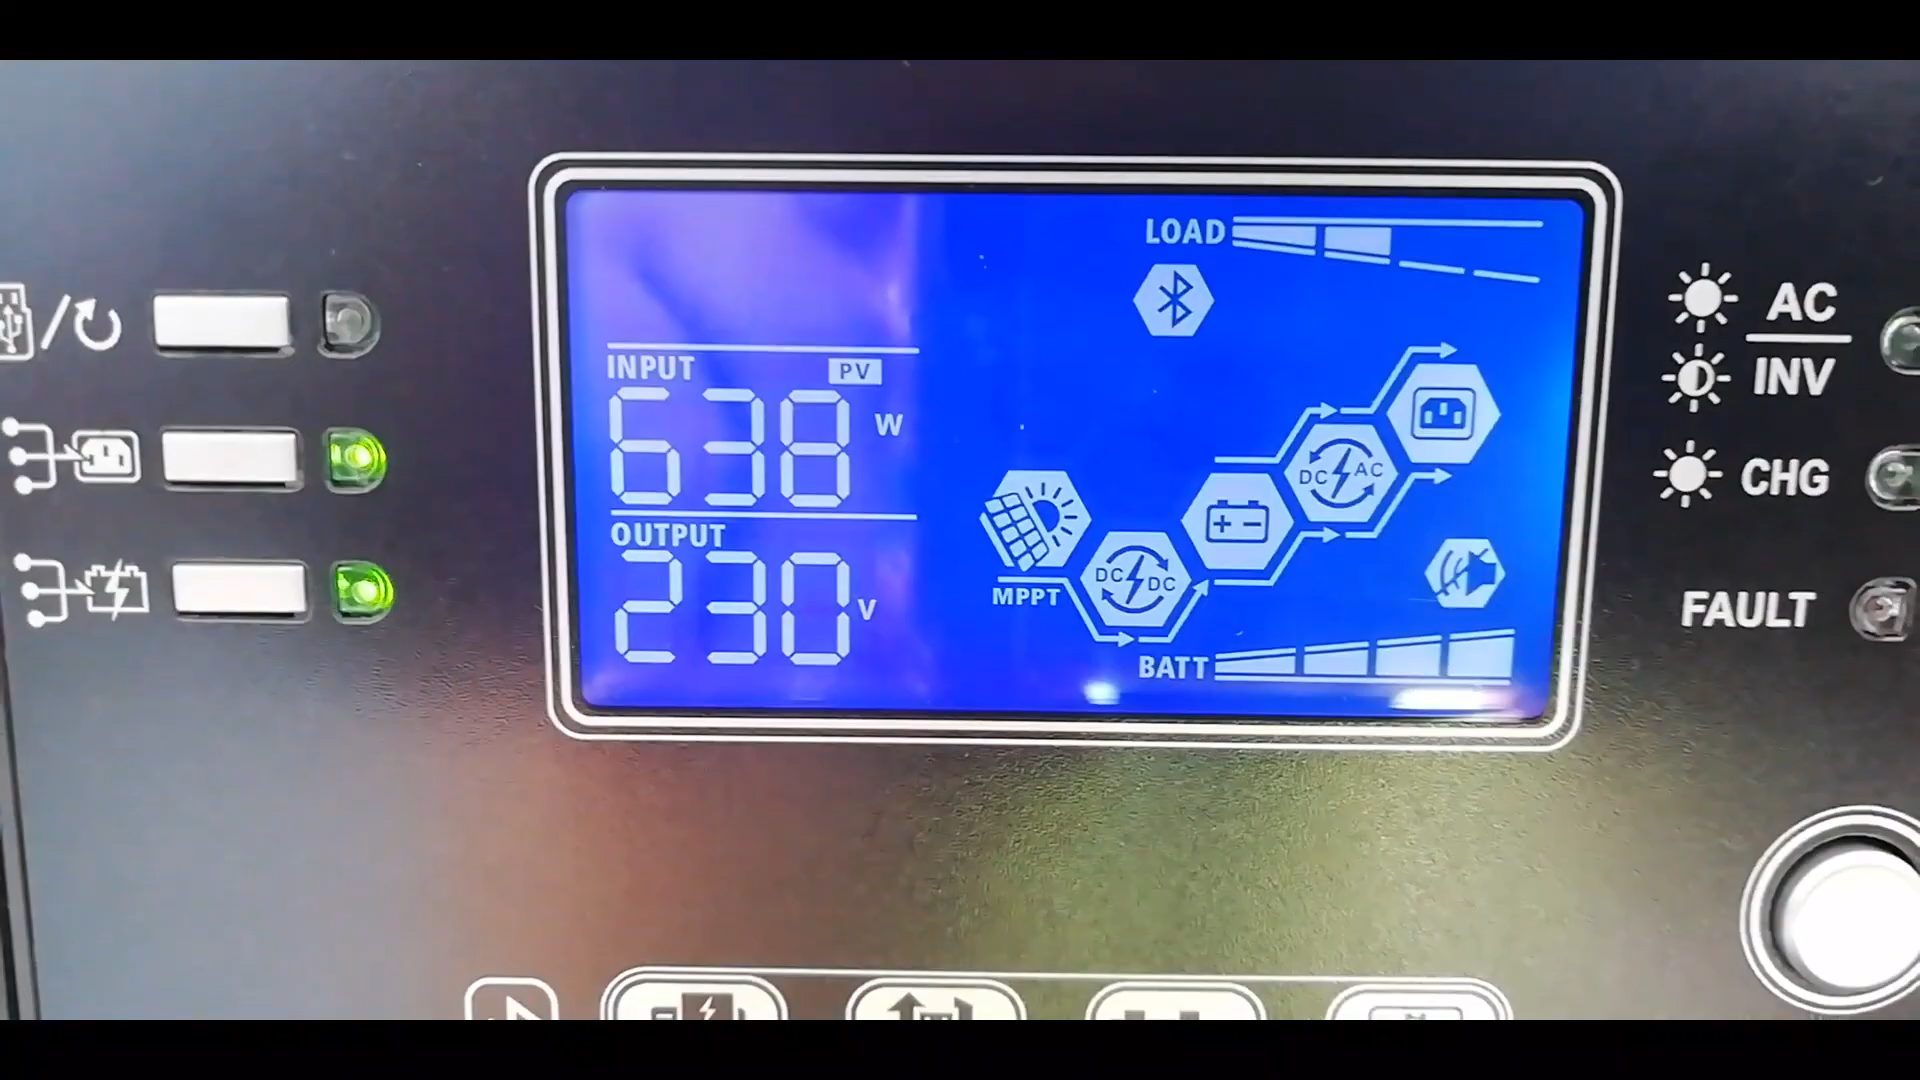 LOAD
INPUT PV
638 W
OUTPUT
230 V
DC AC
DC DC
MPPT
BATT
AC
INV
CHG
FAULT